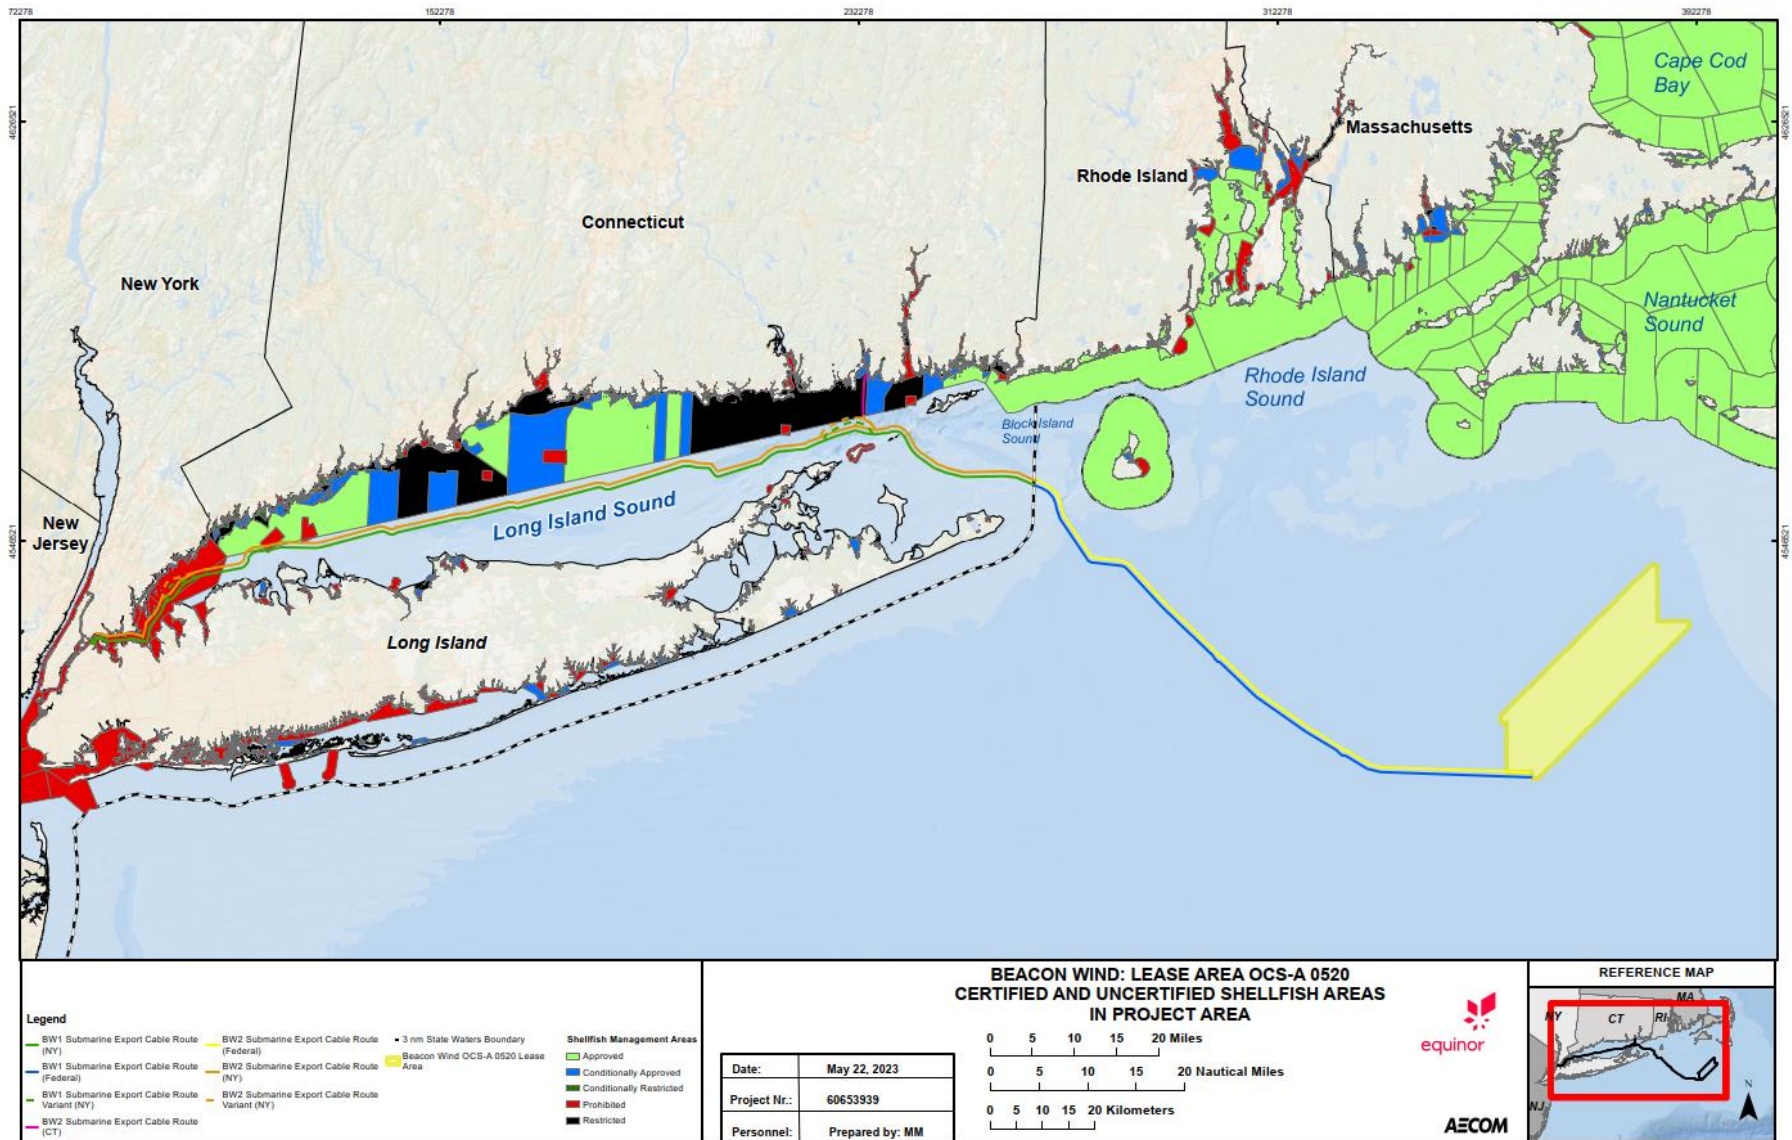 72278
152278
232278
312278
392278
4626521
4626521
Cape Cod
Bay
Massachusetts
Rhode Island
Connecticut
New York
Nantucket
Sound
Rhode Island
Sound
Block Island
Sound
Long Island Sound
New
Jersey
4546521
4546521
Long Island
Legend
BW1 Submarine Export Cable Route
(NY)
BW1 Submarine Export Cable Route
(Federal)
BW1 Submarine Export Cable Route
Variant (NY)
BW2 Submarine Export Cable Route
(CT)
BW2 Submarine Export Cable Route
(Federal)
BW2 Submarine Export Cable Route
(NY)
BW2 Submarine Export Cable Route
Variant (NY)
3 nm State Waters Boundary
Beacon Wind OCS-A 0520 Lease
Area
Shellfish Management Areas
Approved
Conditionally Approved
Conditionally Restricted
Prohibited
Restricted
Date: May 22, 2023
Project Nr.: 60653939
Personnel: Prepared by: MM
BEACON WIND: LEASE AREA OCS-A 0520
CERTIFIED AND UNCERTIFIED SHELLFISH AREAS
IN PROJECT AREA
0 5 10 15 20 Miles
0 5 10 15 20 Nautical Miles
0 5 10 15 20 Kilometers
equinor
AECOM
REFERENCE MAP
MA
NY
CT
RI
NJ
N